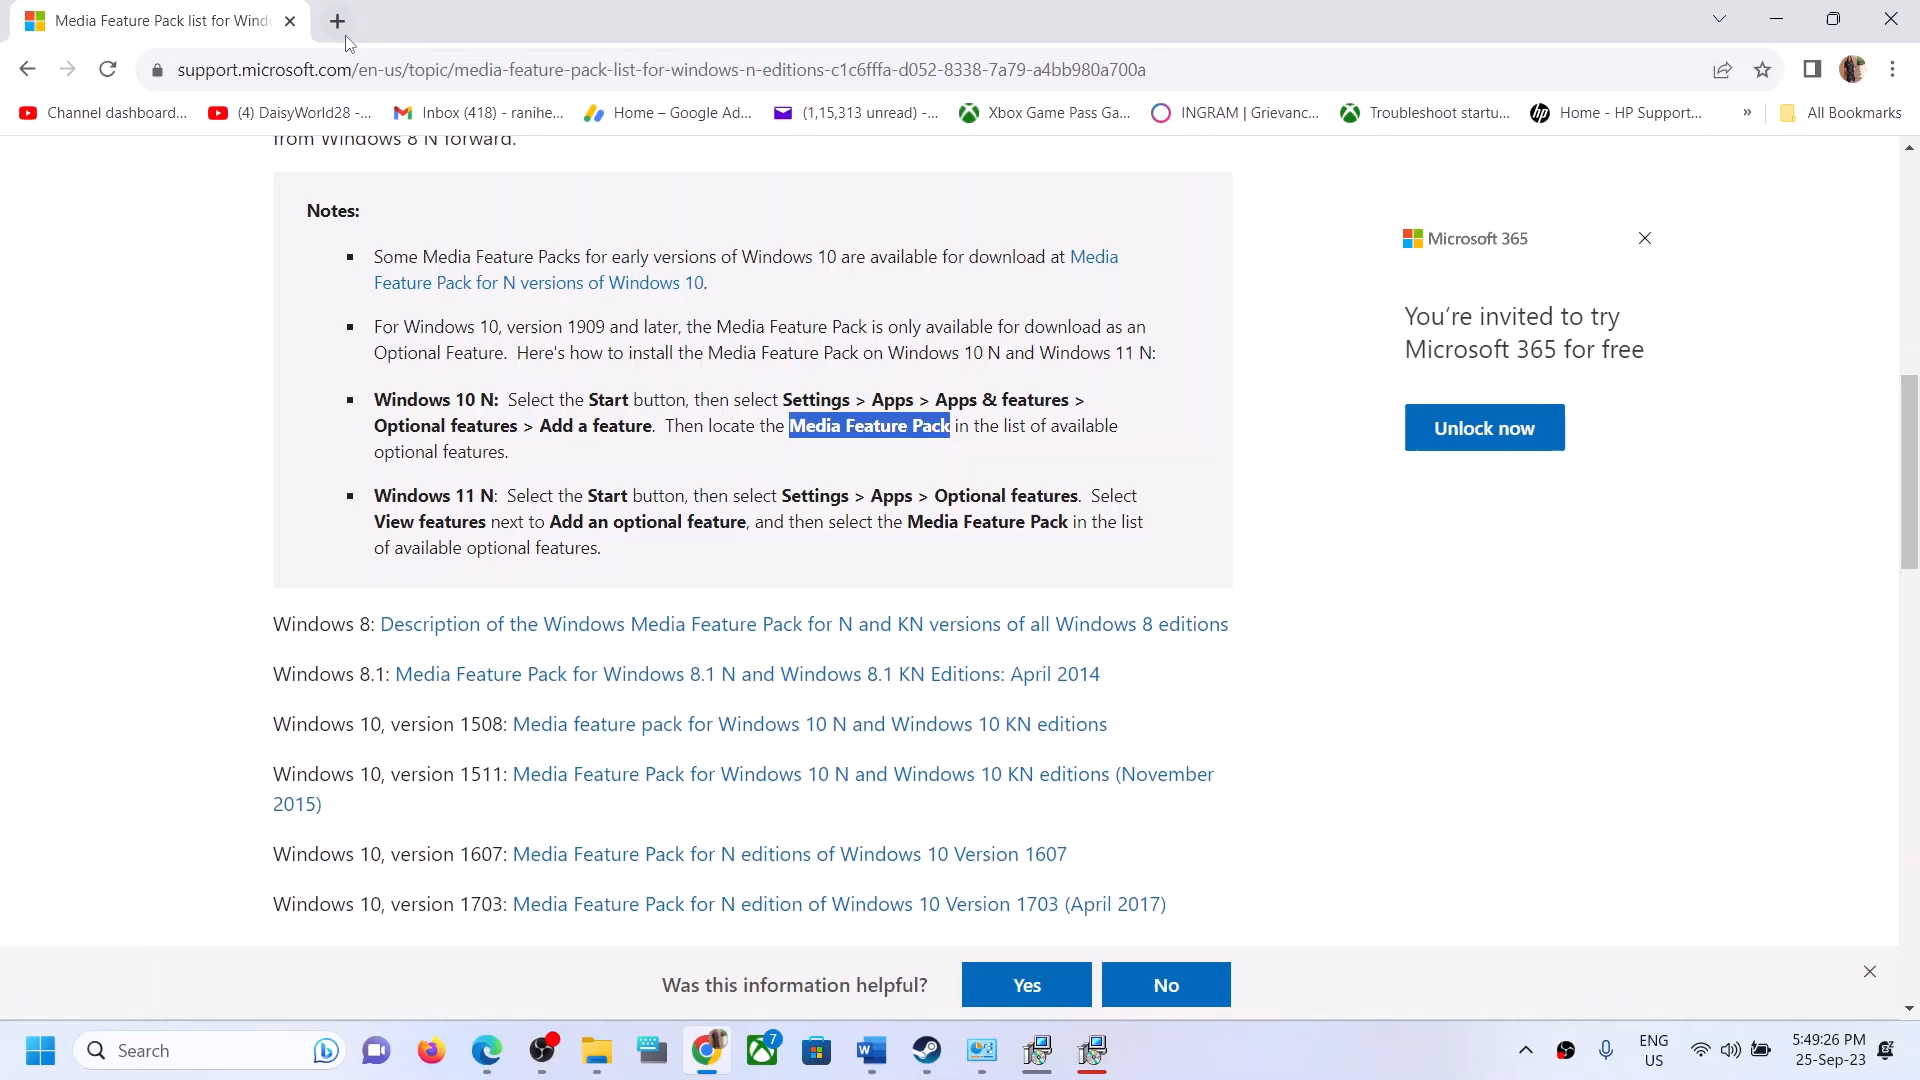 Media Feature Pack list for Wind
support.microsoft.com/en-us/topic/media-feature-pack-list-for-windows-n-editions-c1c6fffa-d052-8338-7a79-a4bb980a700a
Channel dashboard...
(4) DaisyWorld28 -...
Inbox (418) - ranihe...
Home – Google Ad...
(1,15,313 unread) -...
Xbox Game Pass Ga...
INGRAM | Grievanc...
Troubleshoot startu...
Home - HP Support...
»
All Bookmarks
from Windows 8 N forward.
Notes:
Some Media Feature Packs for early versions of Windows 10 are available for download at Media
Feature Pack for N versions of Windows 10.
For Windows 10, version 1909 and later, the Media Feature Pack is only available for download as an
Optional Feature. Here's how to install the Media Feature Pack on Windows 10 N and Windows 11 N:
Windows 10 N: Select the Start button, then select Settings > Apps > Apps & features >
Optional features > Add a feature. Then locate the Media Feature Pack in the list of available
optional features.
Windows 11 N: Select the Start button, then select Settings > Apps > Optional features. Select
View features next to Add an optional feature, and then select the Media Feature Pack in the list
of available optional features.
Microsoft 365
You're invited to try
Microsoft 365 for free
Unlock now
Windows 8: Description of the Windows Media Feature Pack for N and KN versions of all Windows 8 editions
Windows 8.1: Media Feature Pack for Windows 8.1 N and Windows 8.1 KN Editions: April 2014
Windows 10, version 1508: Media feature pack for Windows 10 N and Windows 10 KN editions
Windows 10, version 1511: Media Feature Pack for Windows 10 N and Windows 10 KN editions (November
2015)
Windows 10, version 1607: Media Feature Pack for N editions of Windows 10 Version 1607
Windows 10, version 1703: Media Feature Pack for N edition of Windows 10 Version 1703 (April 2017)
Was this information helpful?
Yes
No
Search
7
ENG
US
5:49:26 PM
25-Sep-23